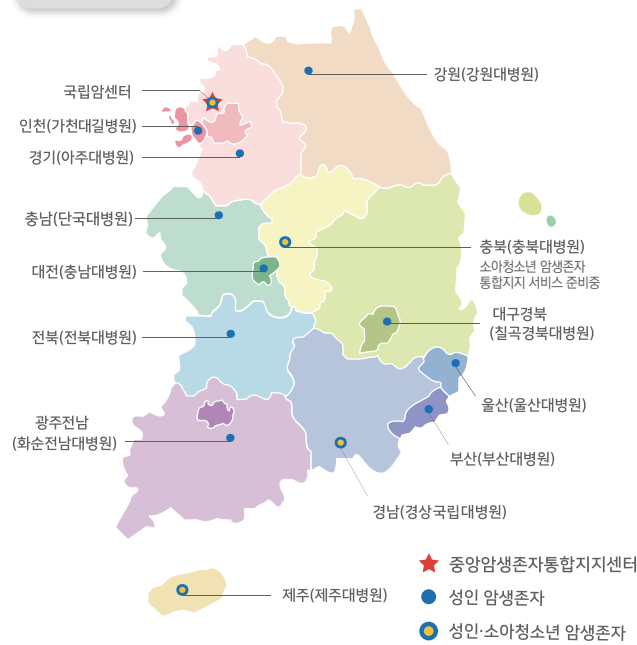 강원(강원대병원)
국립암센터
인천(가천대길병원)
경기(아주대병원)
충남(단국대병원)
충북(충북대병원)
소아청소년 암생존자
통합지지 서비스 준비중
대전(충남대병원)
대구경북
(칠곡경북대병원)
전북(전북대병원)
울산(울산대병원)
광주전남
(화순전남대병원)
부산(부산대병원)
경남(경상국립대병원)
제주(제주대병원)
중앙암생존자통합지지센터
성인 암생존자
성인·소아청소년 암생존자